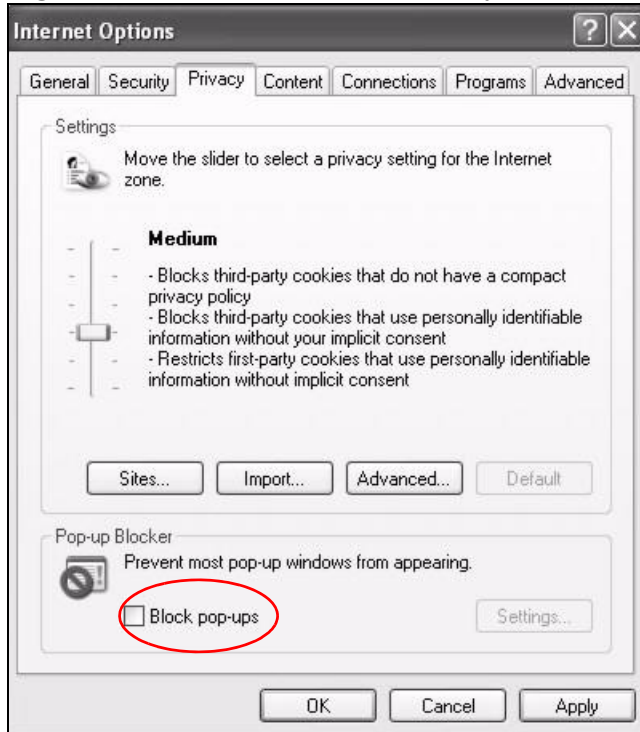 Internet Options
General Security Privacy Content Connections Programs Advanced
Settings
Move the slider to select a privacy setting for the Internet
zone.
Medium
- Blocks third-party cookies that do not have a compact
privacy policy
- Blocks third-party cookies that use personally identifiable
information without your implicit consent
- Restricts first-party cookies that use personally identifiable
information without implicit consent
Sites... Import... Advanced... Default
Pop-up Blocker
Prevent most pop-up windows from appearing.
Block pop-ups Settings...
OK Cancel Apply